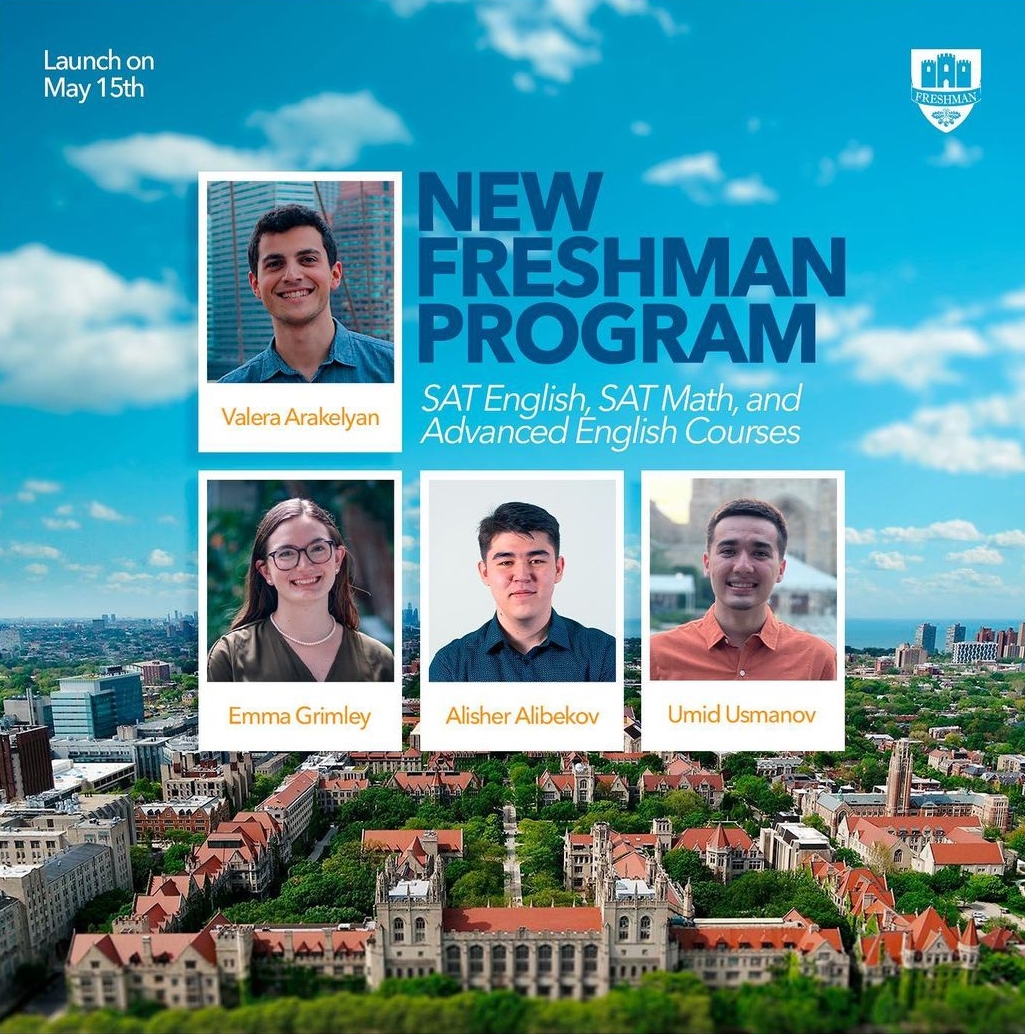 Launch on
May 15th
FRESHMAN
NEW
FRESHMAN
PROGRAM
SAT English, SAT Math, and
Advanced English Courses
Valera Arakelyan
Emma Grimley
Alisher Alibekov
Umid Usmanov